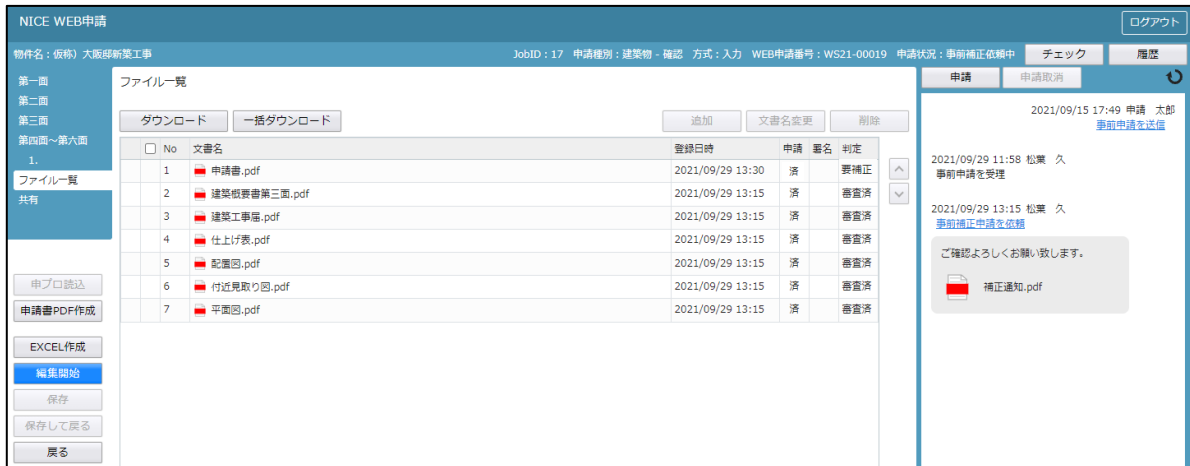 NICE WEB申請
ログアウト
物件名：仮称）大阪邸新築工事
JobID：17 申請種別：建築物 - 確認 方式：入力 WEB申請番号：WS21-00019 申請状況：事前補正依頼中
チェック
履歴
第一面
第二面
第三面
第四面～第六面
1.
ファイル一覧
共有
申プロ読込
申請書PDF作成
EXCEL作成
編集開始
保存
保存して戻る
戻る
ファイル一覧
ダウンロード
一括ダウンロード
追加
文書名変更
削除
No 文書名 登録日時 申請 署名 判定
1 申請書.pdf 2021/09/29 13:30 済 要補正
2 建築概要書第三面.pdf 2021/09/29 13:15 済 審査済
3 建築工事届.pdf 2021/09/29 13:15 済 審査済
4 仕上げ表.pdf 2021/09/29 13:15 済 審査済
5 配置図.pdf 2021/09/29 13:15 済 審査済
6 付近見取り図.pdf 2021/09/29 13:15 済 審査済
7 平面図.pdf 2021/09/29 13:15 済 審査済
申請
申請取消
2021/09/15 17:49 申請 太郎
事前申請を送信
2021/09/29 11:58 松葉 久
事前申請を受理
2021/09/29 13:15 松葉 久
事前補正申請を依頼
ご確認よろしくお願い致します。
補正通知.pdf